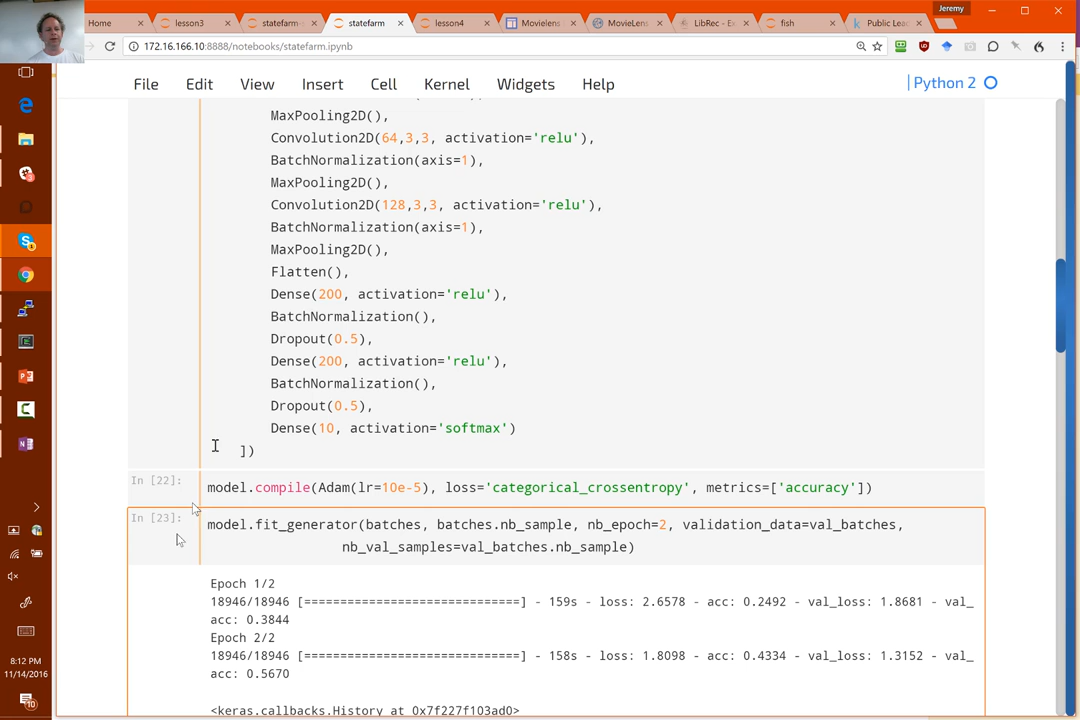 Jeremy
Home
lesson3
statefarm-
statefarm
lesson4
Movielens
MovieLens
LibRec - Ex
fish
Public Lea
172.16.166.10:8888/notebooks/statefarm.ipynb
File Edit View Insert Cell Kernel Widgets Help
Python 2
MaxPooling2D(),
Convolution2D(64,3,3, activation='relu'),
BatchNormalization(axis=1),
MaxPooling2D(),
Convolution2D(128,3,3, activation='relu'),
BatchNormalization(axis=1),
MaxPooling2D(),
Flatten(),
Dense(200, activation='relu'),
BatchNormalization(),
Dropout(0.5),
Dense(200, activation='relu'),
BatchNormalization(),
Dropout(0.5),
Dense(10, activation='softmax')
])
In [22]:
model.compile(Adam(lr=10e-5), loss='categorical_crossentropy', metrics=['accuracy'])
In [23]:
model.fit_generator(batches, batches.nb_sample, nb_epoch=2, validation_data=val_batches,
nb_val_samples=val_batches.nb_sample)
Epoch 1/2
18946/18946 [==============================] - 159s - loss: 2.6578 - acc: 0.2492 - val_loss: 1.8681 - val_
acc: 0.3844
Epoch 2/2
18946/18946 [==============================] - 158s - loss: 1.8098 - acc: 0.4334 - val_loss: 1.3152 - val_
acc: 0.5670
<keras.callbacks.History at 0x7f227f103ad0>
8:12 PM
11/14/2016
10